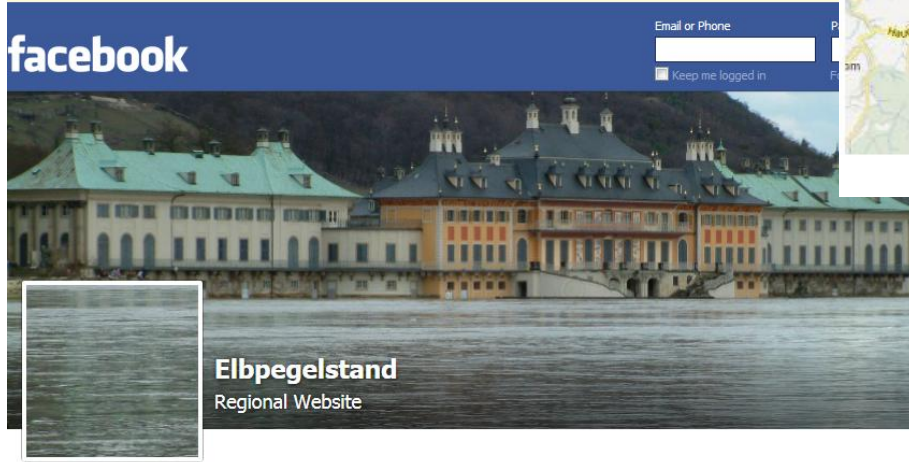 Email or Phone
facebook
Keep me logged in
Elbpegelstand
Regional Website